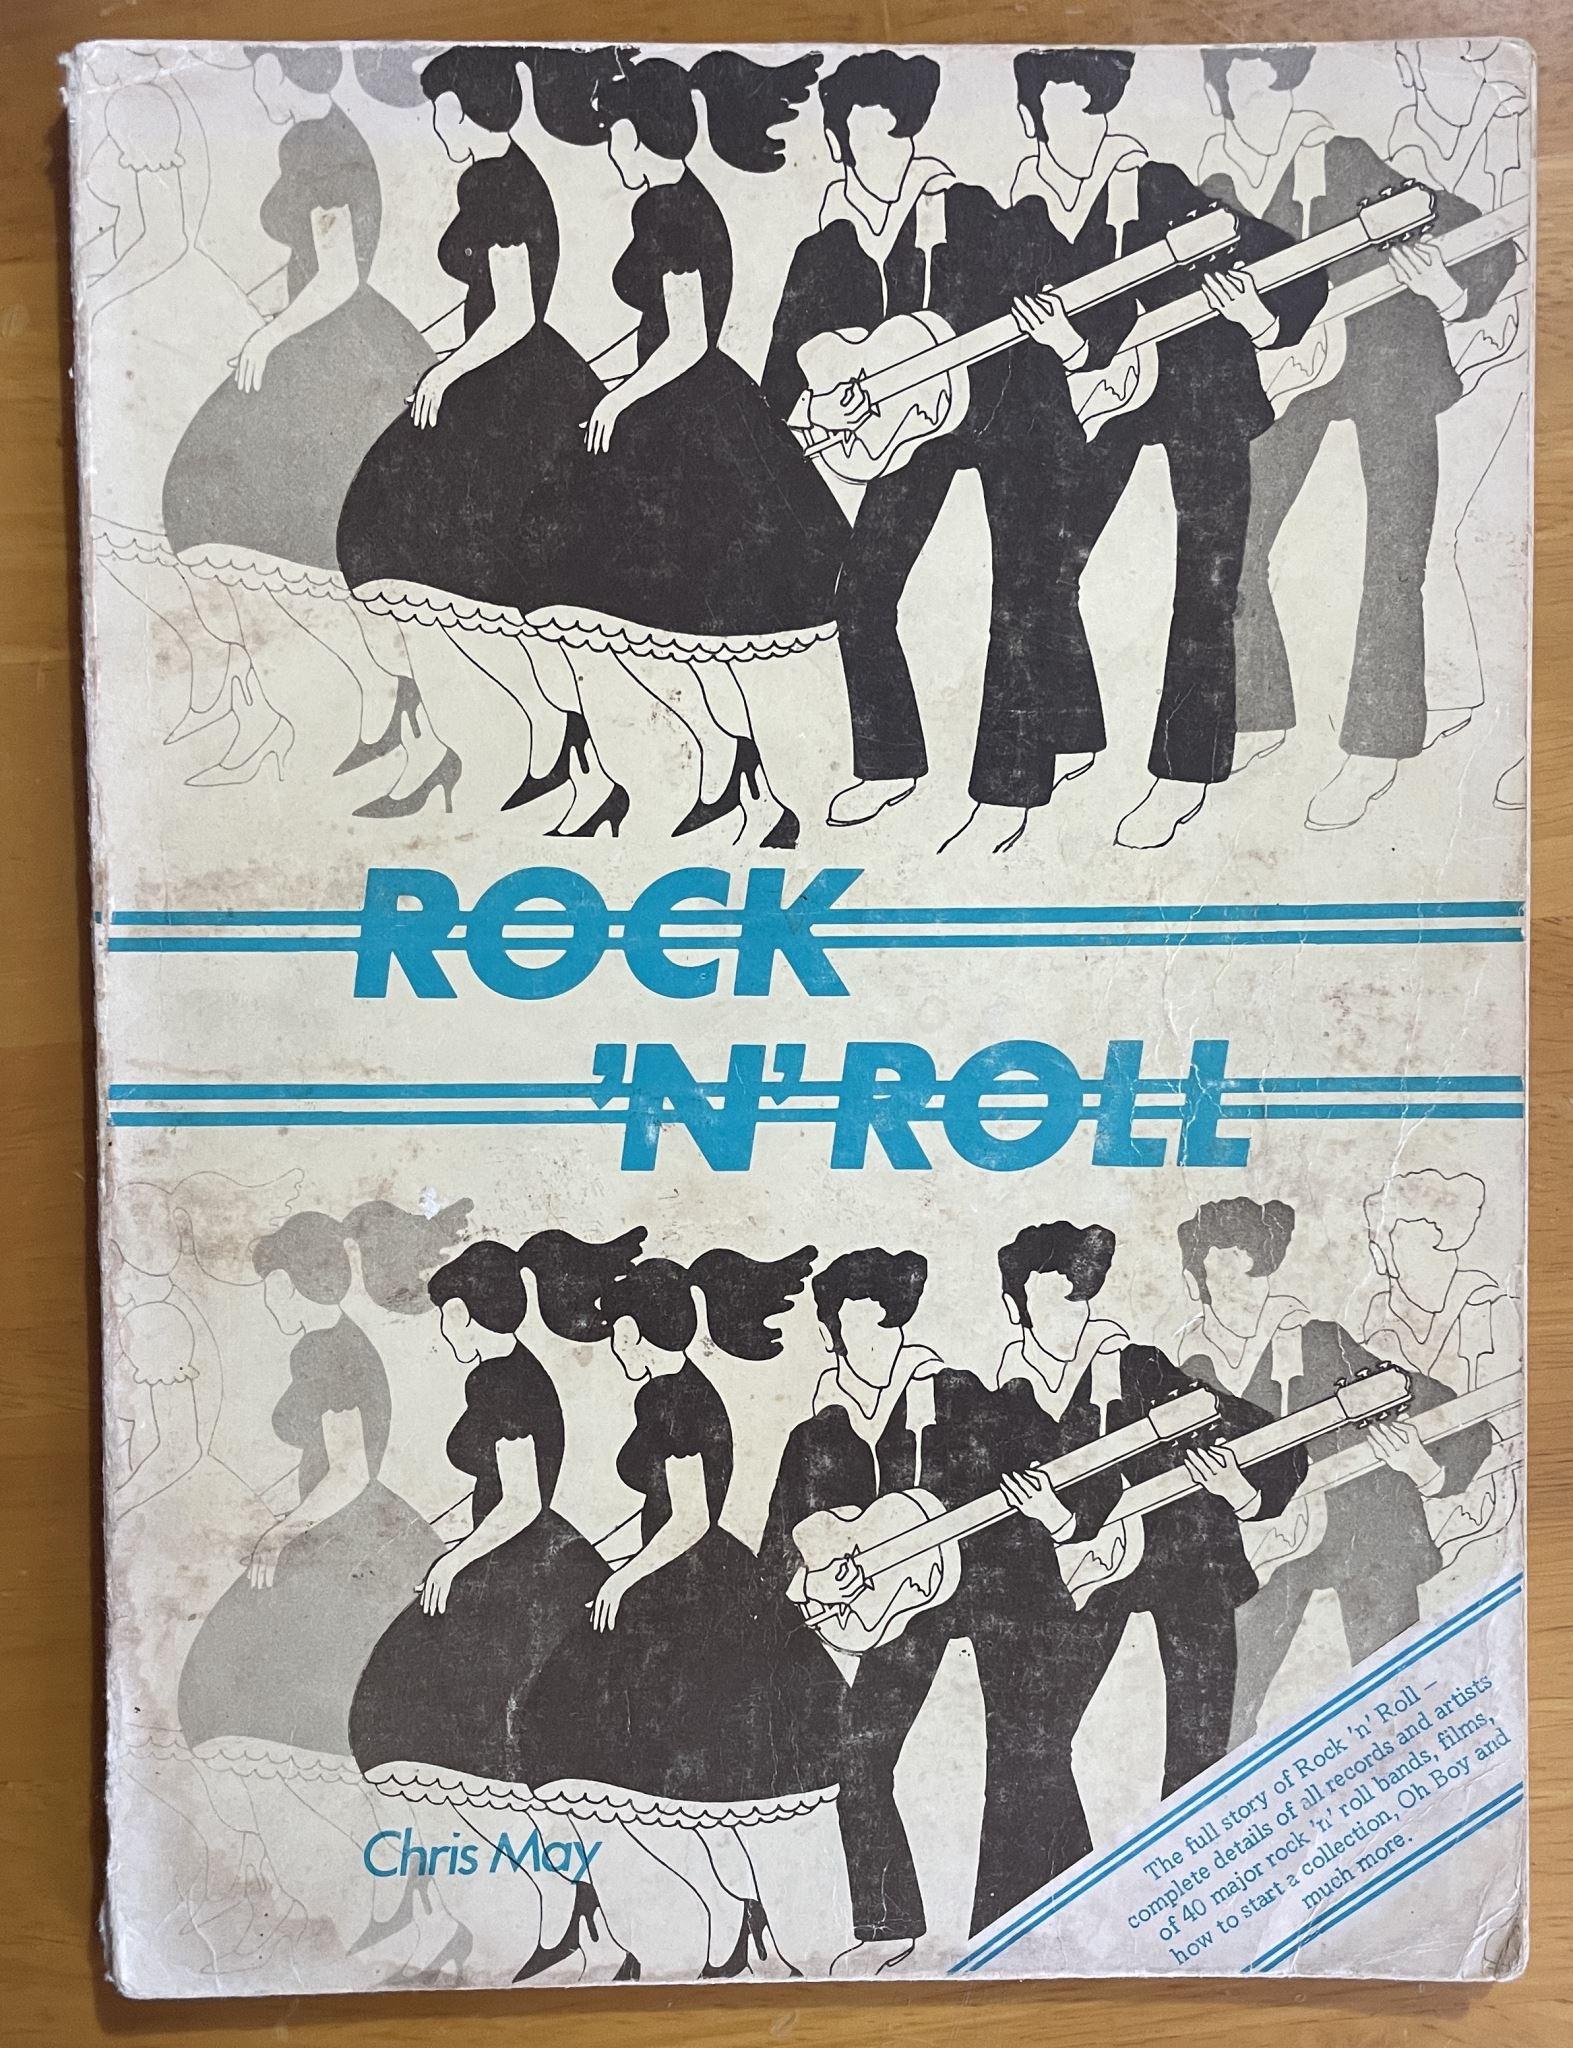 ROCK
'N' ROLL
Chris May
The full story of Rock 'n' Roll –
complete details of all records and artists
of 40 major rock 'n' roll bands, films,
how to start a collection, Oh Boy and
much more.